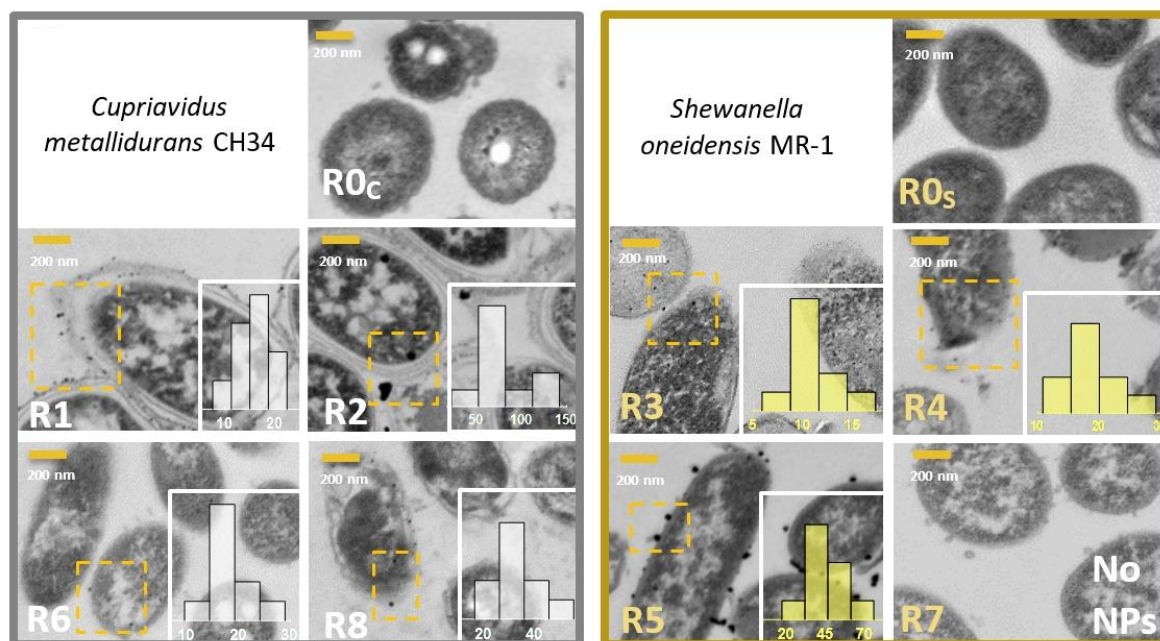 Cupriavidus
metallidurans CH34
200 nm
R0C
200 nm
R1
10 20
200 nm
R2
50 100 150
200 nm
R6
10 20 30
200 nm
R8
20 40
Shewanella
oneidensis MR-1
200 nm
R0S
200 nm
R3
5 10 15
200 nm
R4
10 20 30
200 nm
R5
20 45 70
200 nm
R7
No
NPs